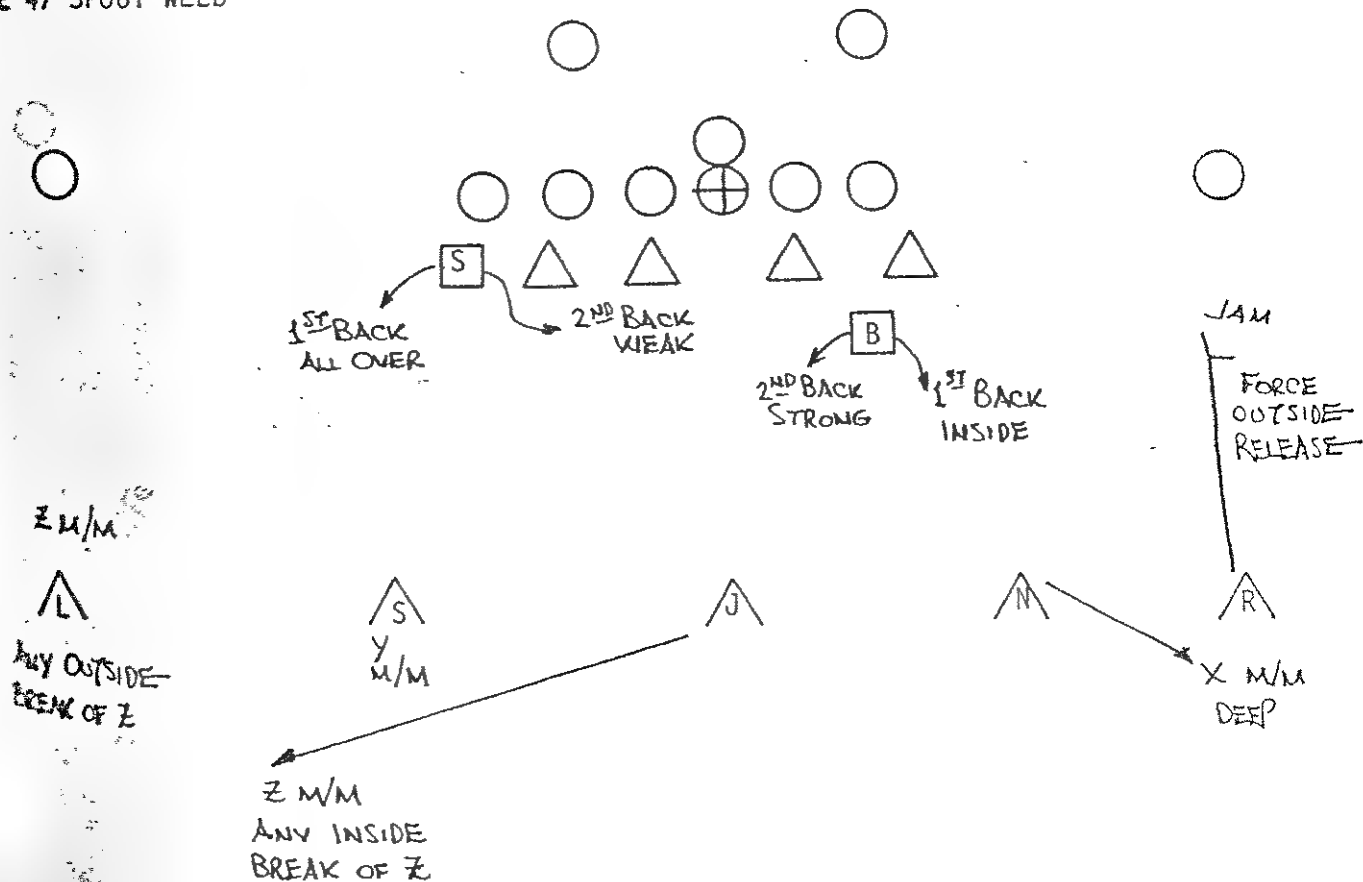 47 SPOOT WEED
S
1ST BACK
ALL OVER
2ND BACK
WEAK
B
2ND BACK
STRONG
1ST BACK
INSIDE
JAM
FORCE
OUTSIDE
RELEASE
Z M/M
L
ANY OUTSIDE
BREAK OF Z
S
Y
M/M
J
N
R
X M/M
DEEP
Z M/M
ANY INSIDE
BREAK OF Z